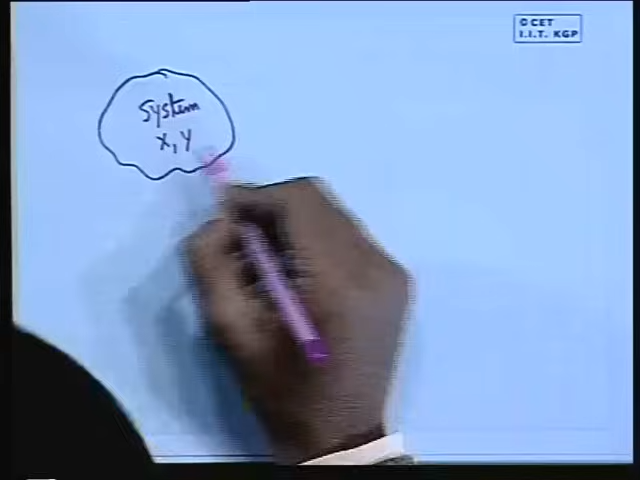 © CET
I.I.T. KGP
System
X, Y